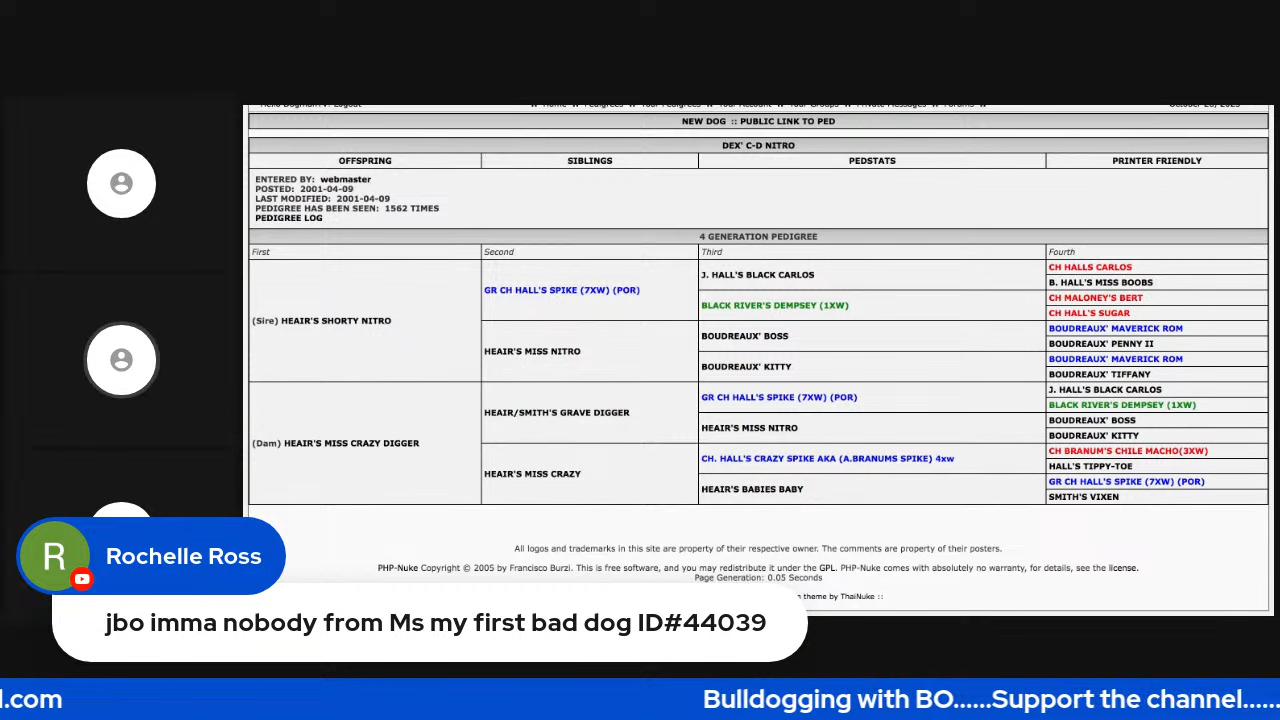 NEW DOG :: PUBLIC LINK TO PED
DEX' C-D NITRO
OFFSPRING SIBLINGS PEDSTATS PRINTER FRIENDLY
ENTERED BY: webmaster
POSTED: 2001-04-09
LAST MODIFIED: 2001-04-09
PEDIGREE HAS BEEN SEEN: 1562 TIMES
PEDIGREE LOG
4 GENERATION PEDIGREE
First Second Third Fourth
(Sire) HEAIR'S SHORTY NITRO
GR CH HALL'S SPIKE (7XW) (POR)
HEAIR'S MISS NITRO
J. HALL'S BLACK CARLOS
BLACK RIVER'S DEMPSEY (1XW)
BOUDREAUX' BOSS
BOUDREAUX' KITTY
CH HALLS CARLOS
B. HALL'S MISS BOOBS
CH MALONEY'S BERT
CH HALL'S SUGAR
BOUDREAUX' MAVERICK ROM
BOUDREAUX' PENNY II
BOUDREAUX' MAVERICK ROM
BOUDREAUX' TIFFANY
(Dam) HEAIR'S MISS CRAZY DIGGER
HEAIR/SMITH'S GRAVE DIGGER
HEAIR'S MISS CRAZY
GR CH HALL'S SPIKE (7XW) (POR)
HEAIR'S MISS NITRO
CH. HALL'S CRAZY SPIKE AKA (A.BRANUMS SPIKE) 4xw
HEAIR'S BABIES BABY
J. HALL'S BLACK CARLOS
BLACK RIVER'S DEMPSEY (1XW)
BOUDREAUX' BOSS
BOUDREAUX' KITTY
CH BRANUM'S CHILE MACHO(3XW)
HALL'S TIPPY-TOE
GR CH HALL'S SPIKE (7XW) (POR)
SMITH'S VIXEN
All logos and trademarks in this site are property of their respective owner. The comments are property of their posters.
PHP-Nuke Copyright © 2005 by Francisco Burzi. This is free software, and you may redistribute it under the GPL. PHP-Nuke comes with absolutely no warranty, for details, see the license.
Page Generation: 0.05 Seconds
theme by ThaiNuke ::
R
Rochelle Ross
jbo imma nobody from Ms my first bad dog ID#44039
.com Bulldogging with BO......Support the channel......